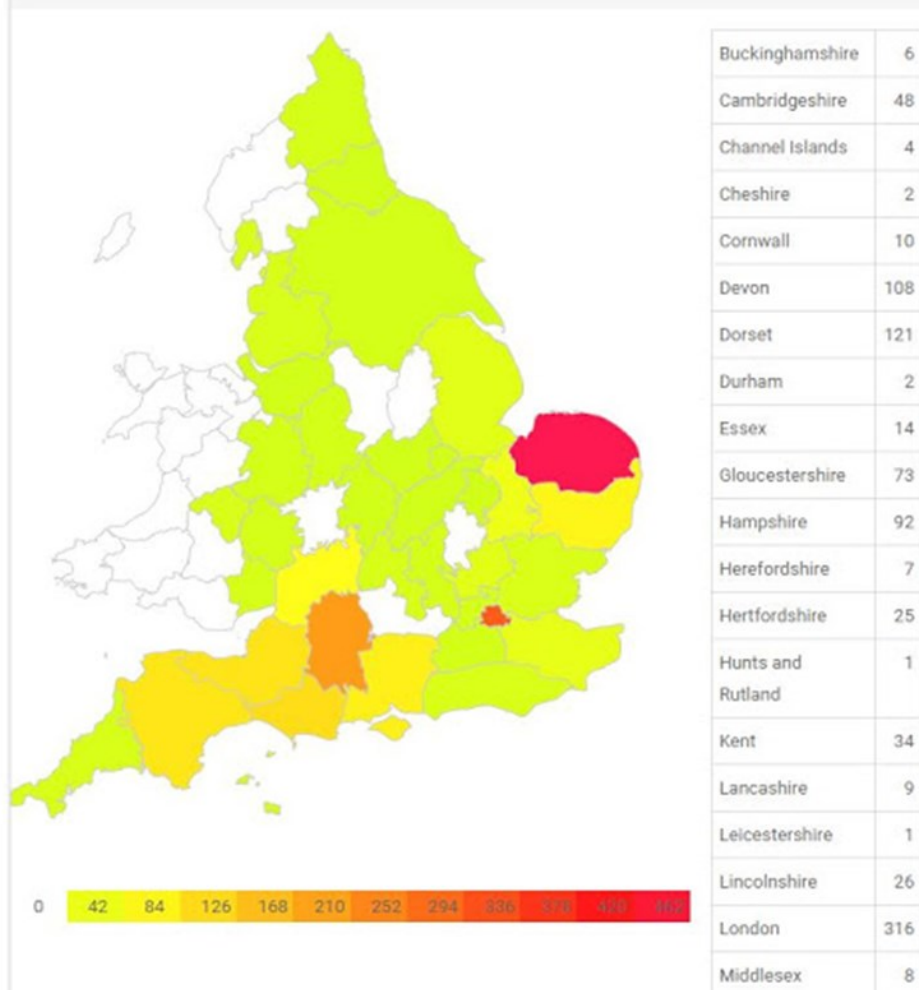 Buckinghamshire 6
Cambridgeshire 48
Channel Islands 4
Cheshire 2
Cornwall 10
Devon 108
Dorset 121
Durham 2
Essex 14
Gloucestershire 73
Hampshire 92
Herefordshire 7
Hertfordshire 25
Hunts and 1
Rutland
Kent 34
Lancashire 9
Leicestershire 1
Lincolnshire 26
London 316
Middlesex 8
0 42 84 126 168 210 252 294 336 378 420 462